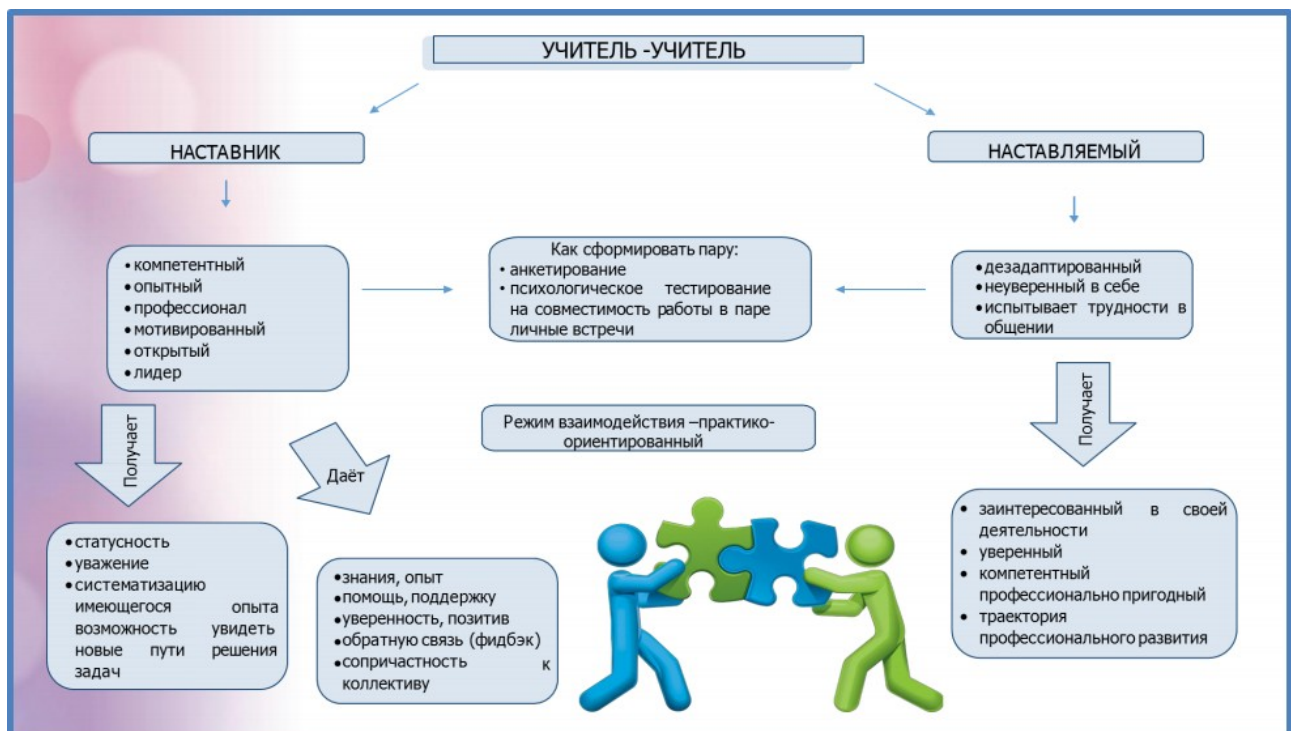 УЧИТЕЛЬ -УЧИТЕЛЬ
НАСТАВНИК
НАСТАВЛЯЕМЫЙ
• компетентный
• опытный
• профессионал
• мотивированный
• открытый
• лидер
Как сформировать пару:
• анкетирование
• психологическое тестирование
на совместимость работы в паре
личные встречи
• дезадаптированный
• неуверенный в себе
• испытывает трудности в
общении
Режим взаимодействия –практико-
ориентированный
Получает
Даёт
Получает
• статусность
• уважение
• систематизацию
имеющегося опыта
возможность увидеть
новые пути решения
задач
• знания, опыт
• помощь, поддержку
• уверенность, позитив
• обратную связь (фидбэк)
• сопричастность к
коллективу
• заинтересованный в своей
деятельности
• уверенный
• компетентный
профессионально пригодный
• траектория
профессионального развития